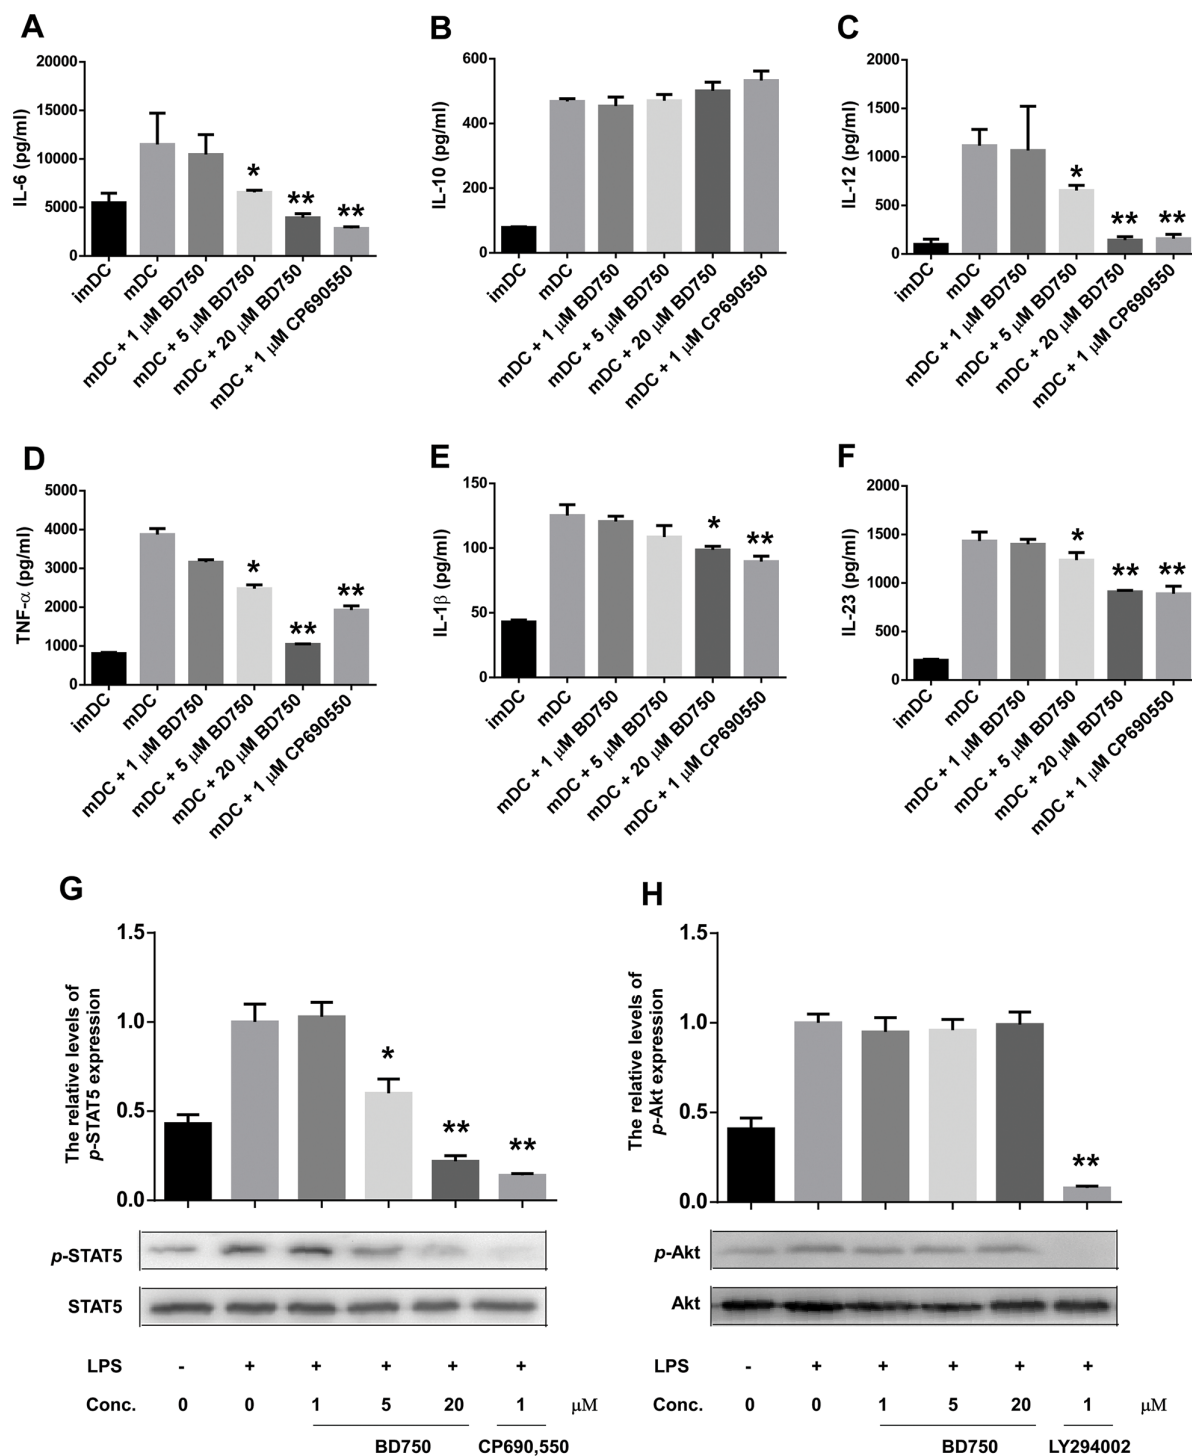 A
IL-6 (pg/ml)
20000
15000
10000
5000
0
*
**
**
imDC
mDC
mDC + 1 μM BD750
mDC + 5 μM BD750
mDC + 20 μM BD750
mDC + 1 μM CP690550
B
IL-10 (pg/ml)
600
400
200
0
imDC
mDC
mDC + 1 μM BD750
mDC + 5 μM BD750
mDC + 20 μM BD750
mDC + 1 μM CP690550
C
IL-12 (pg/ml)
2000
1500
1000
500
0
*
**
**
imDC
mDC
mDC + 1 μM BD750
mDC + 5 μM BD750
mDC + 20 μM BD750
mDC + 1 μM CP690550
D
TNF-α (pg/ml)
5000
4000
3000
2000
1000
0
*
**
**
imDC
mDC
mDC + 1 μM BD750
mDC + 5 μM BD750
mDC + 20 μM BD750
mDC + 1 μM CP690550
E
IL-1β (pg/ml)
150
100
50
0
*
**
imDC
mDC
mDC + 1 μM BD750
mDC + 5 μM BD750
mDC + 20 μM BD750
mDC + 1 μM CP690550
F
IL-23 (pg/ml)
2000
1500
1000
500
0
*
**
**
imDC
mDC
mDC + 1 μM BD750
mDC + 5 μM BD750
mDC + 20 μM BD750
mDC + 1 μM CP690550
G
The relative levels of
p-STAT5 expression
1.5
1.0
0.5
0.0
*
**
**
p-STAT5
STAT5
LPS - + + + + +
Conc. 0 0 1 5 20 1 μM
BD750 CP690,550
H
The relative levels of
p-Akt expression
1.5
1.0
0.5
0.0
**
p-Akt
Akt
LPS - + + + + +
Conc. 0 0 1 5 20 1 μM
BD750 LY294002